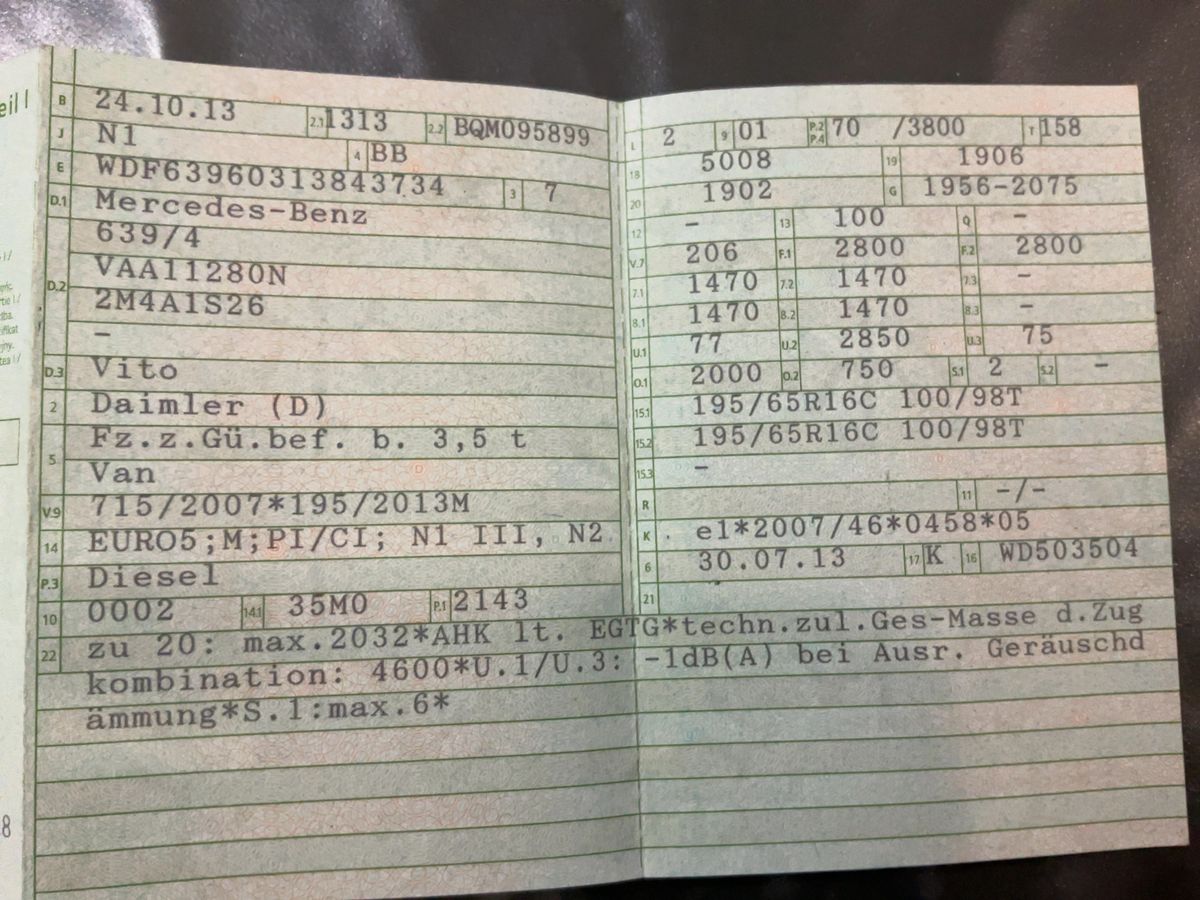 eil I
B 24.10.13 2.1 1313 2.2 BQM095899
J N1 4 BB
E WDF63960313843734 3 7
D.1 Mercedes-Benz
639/4
D.2 VAA11280N
2M4A1S26
-
D.3 Vito
2 Daimler (D)
5 Fz.z.Gü.bef. b. 3,5 t
Van
V.9 715/2007*195/2013M
14 EURO5;M;PI/CI; N1 III, N2
P.3 Diesel
10 0002 14.1 35M0 P.1 2143
L 2 9 01 P.2 P.4 70 /3800 T 158
18 5008 19 1906
20 1902 G 1956-2075
12 - 13 100 Q -
V.7 206 F.1 2800 F.2 2800
7.1 1470 7.2 1470 7.3 -
8.1 1470 8.2 1470 8.3 -
U.1 77 U.2 2850 U.3 75
O.1 2000 O.2 750 S.1 2 S.2 -
15.1 195/65R16C 100/98T
15.2 195/65R16C 100/98T
15.3 -
R 11 -/-
K e1*2007/46*0458*05
6 30.07.13 17 K 16 WD503504
21
22 zu 20: max.2032*AHK lt. EGTG*techn.zul.Ges-Masse d.Zug
kombination: 4600*U.1/U.3: -1dB(A) bei Ausr. Geräuschd
ämmung*S.1:max.6*